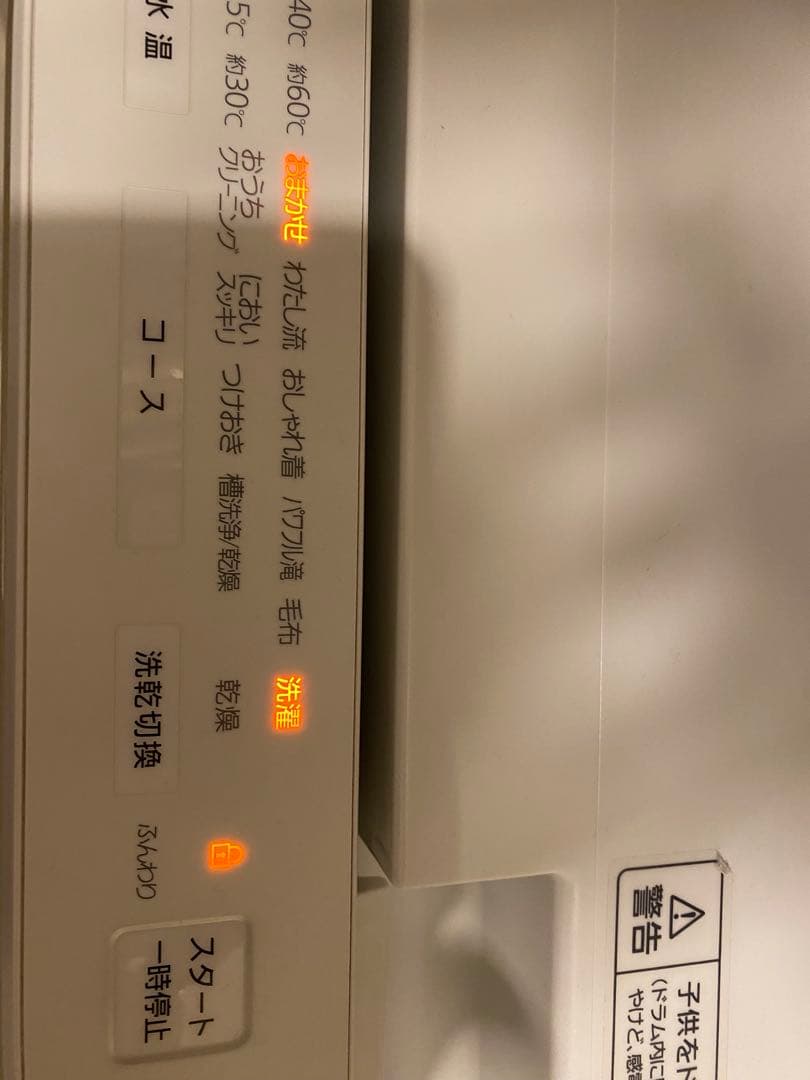 40℃ 約60℃ おまかせ わたし流 おしゃれ着 パワフル滝 毛布 洗濯
5℃ 約30℃ おうちクリーニング においスッキリ つけおき 槽洗浄/乾燥 乾燥
水温 コース 洗乾切換 ふんわり
スタート
一時停止
警告
子供をド
(ドラム内に
やけど、感